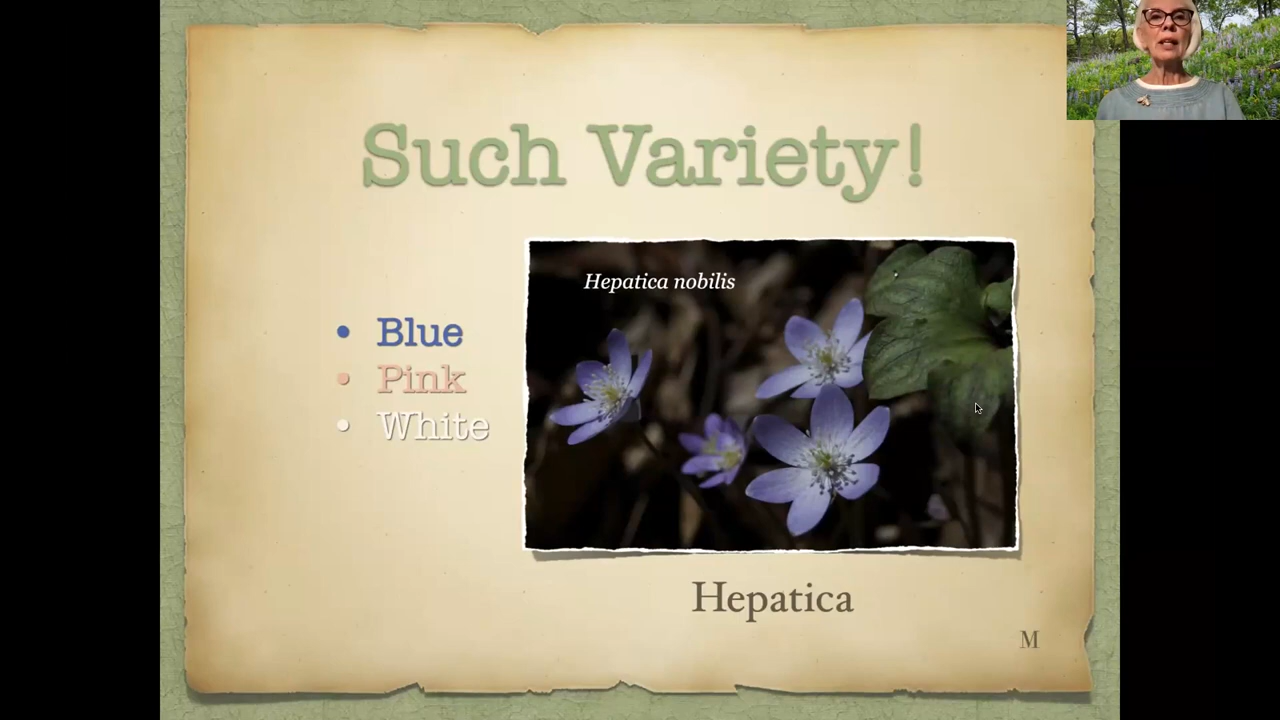 Such Variety!
Hepatica nobilis
• Blue
• Pink
• White
Hepatica
M